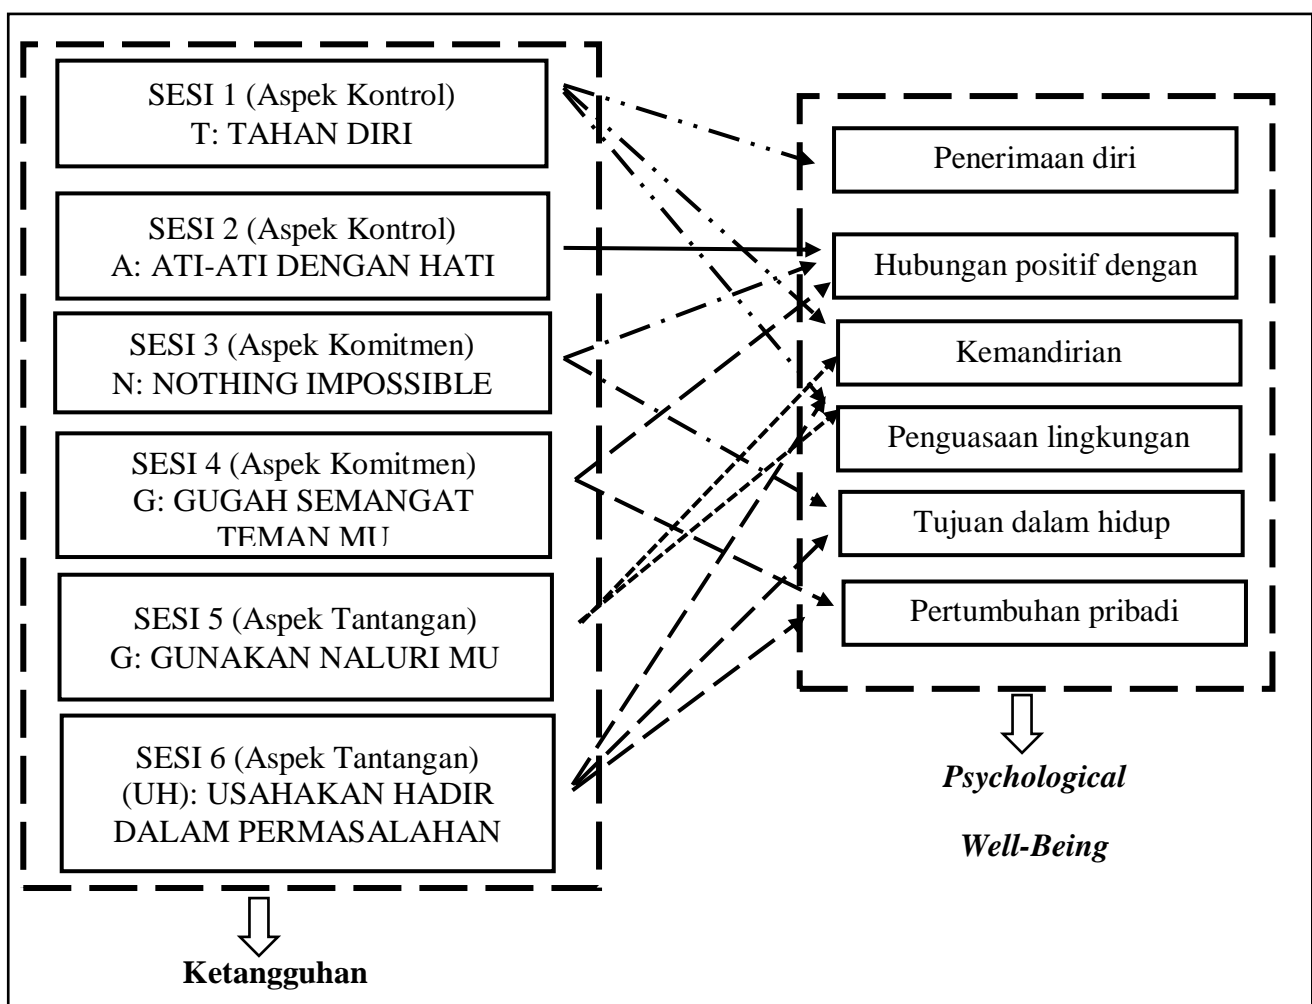 SESI 1 (Aspek Kontrol)
T: TAHAN DIRI
SESI 2 (Aspek Kontrol)
A: ATI-ATI DENGAN HATI
SESI 3 (Aspek Komitmen)
N: NOTHING IMPOSSIBLE
SESI 4 (Aspek Komitmen)
G: GUGAH SEMANGAT
TEMAN MU
SESI 5 (Aspek Tantangan)
G: GUNAKAN NALURI MU
SESI 6 (Aspek Tantangan)
(UH): USAHAKAN HADIR
DALAM PERMASALAHAN
Ketangguhan
Penerimaan diri
Hubungan positif dengan
Kemandirian
Penguasaan lingkungan
Tujuan dalam hidup
Pertumbuhan pribadi
Psychological
Well-Being